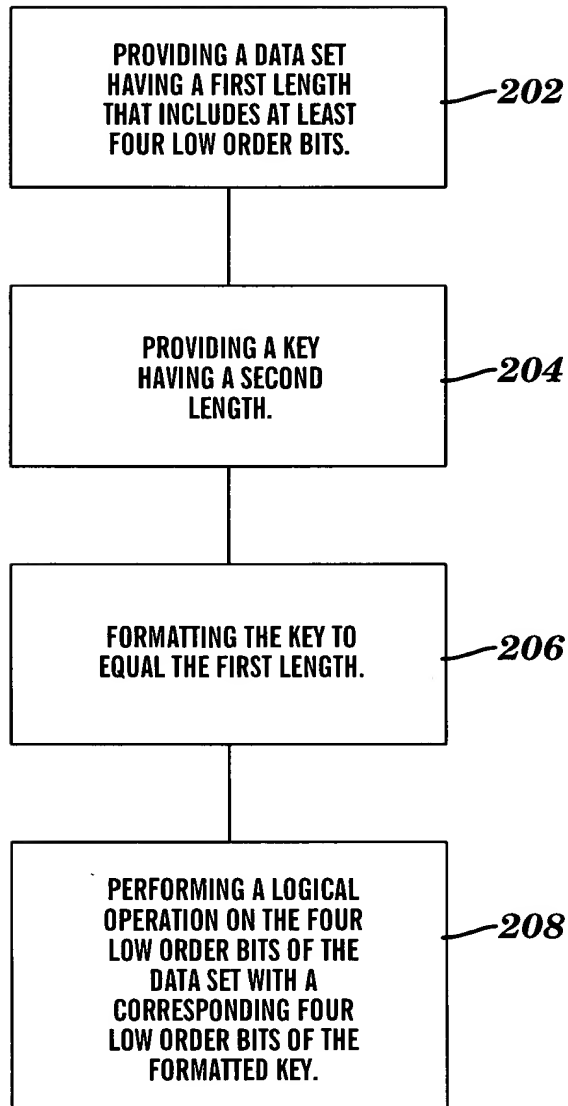 PROVIDING A DATA SET
HAVING A FIRST LENGTH
THAT INCLUDES AT LEAST
FOUR LOW ORDER BITS.
202
PROVIDING A KEY
HAVING A SECOND
LENGTH.
204
FORMATTING THE KEY TO
EQUAL THE FIRST LENGTH.
206
PERFORMING A LOGICAL
OPERATION ON THE FOUR
LOW ORDER BITS OF THE
DATA SET WITH A
CORRESPONDING FOUR
LOW ORDER BITS OF THE
FORMATTED KEY.
208